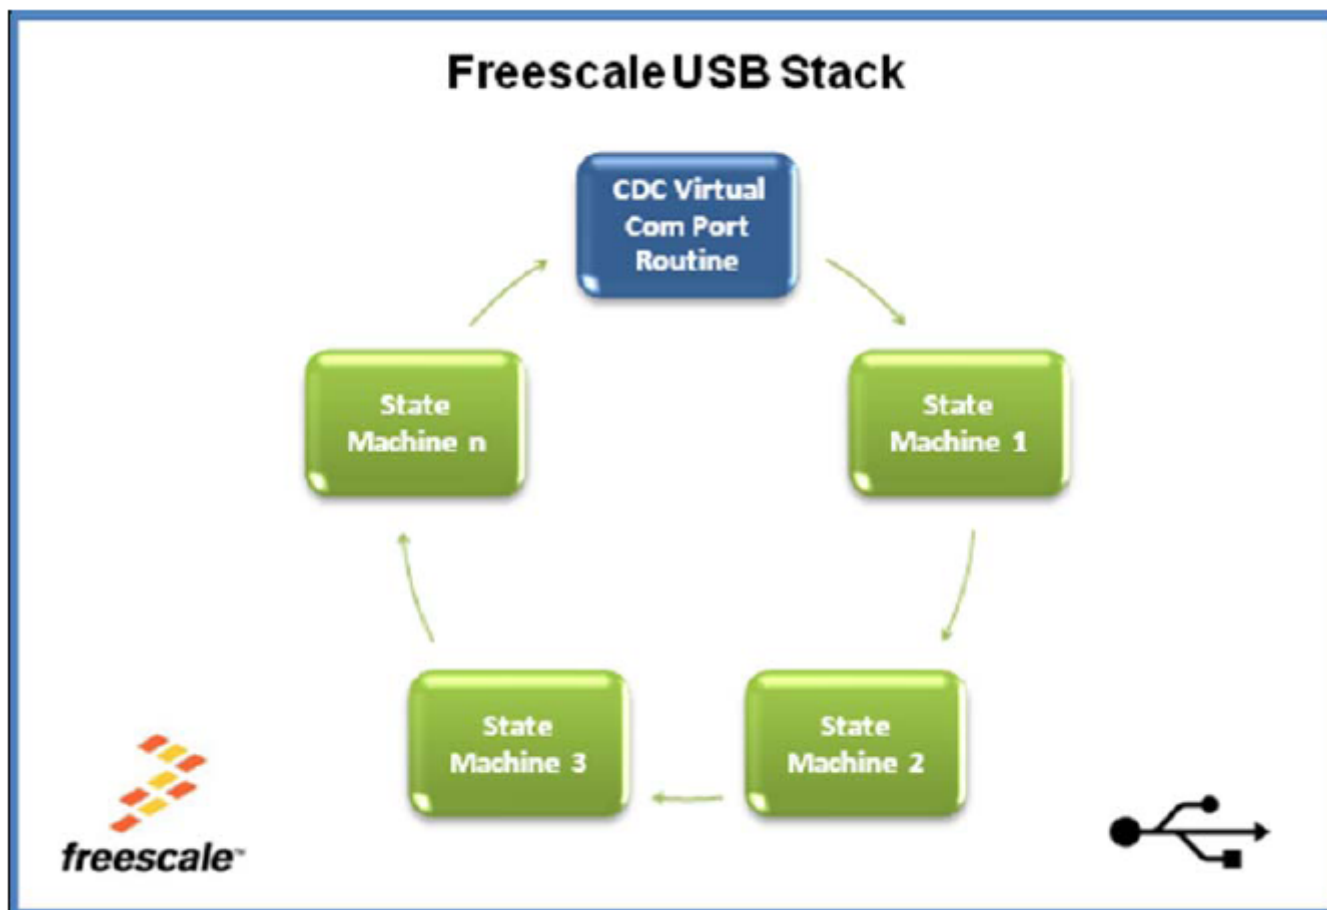 Freescale USB Stack
CDC Virtual
Com Port
Routine
State
Machine n
State
Machine 1
State
Machine 3
State
Machine 2
freescale™